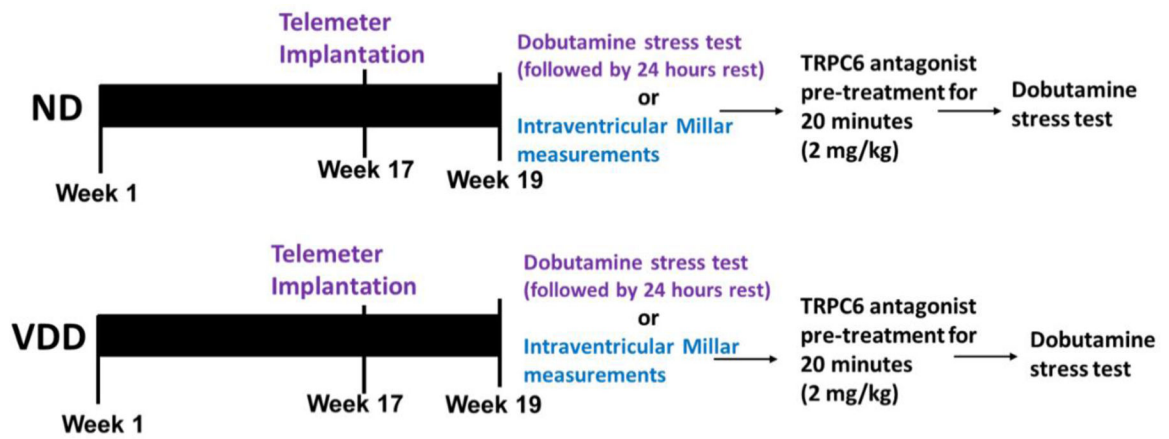 Telemeter
Implantation
ND
Week 1
Week 17
Week 19
Dobutamine stress test
(followed by 24 hours rest)
or
Intraventricular Millar
measurements
TRPC6 antagonist
pre-treatment for
20 minutes
(2 mg/kg)
Dobutamine
stress test
Telemeter
Implantation
VDD
Week 1
Week 17
Week 19
Dobutamine stress test
(followed by 24 hours rest)
or
Intraventricular Millar
measurements
TRPC6 antagonist
pre-treatment for
20 minutes
(2 mg/kg)
Dobutamine
stress test